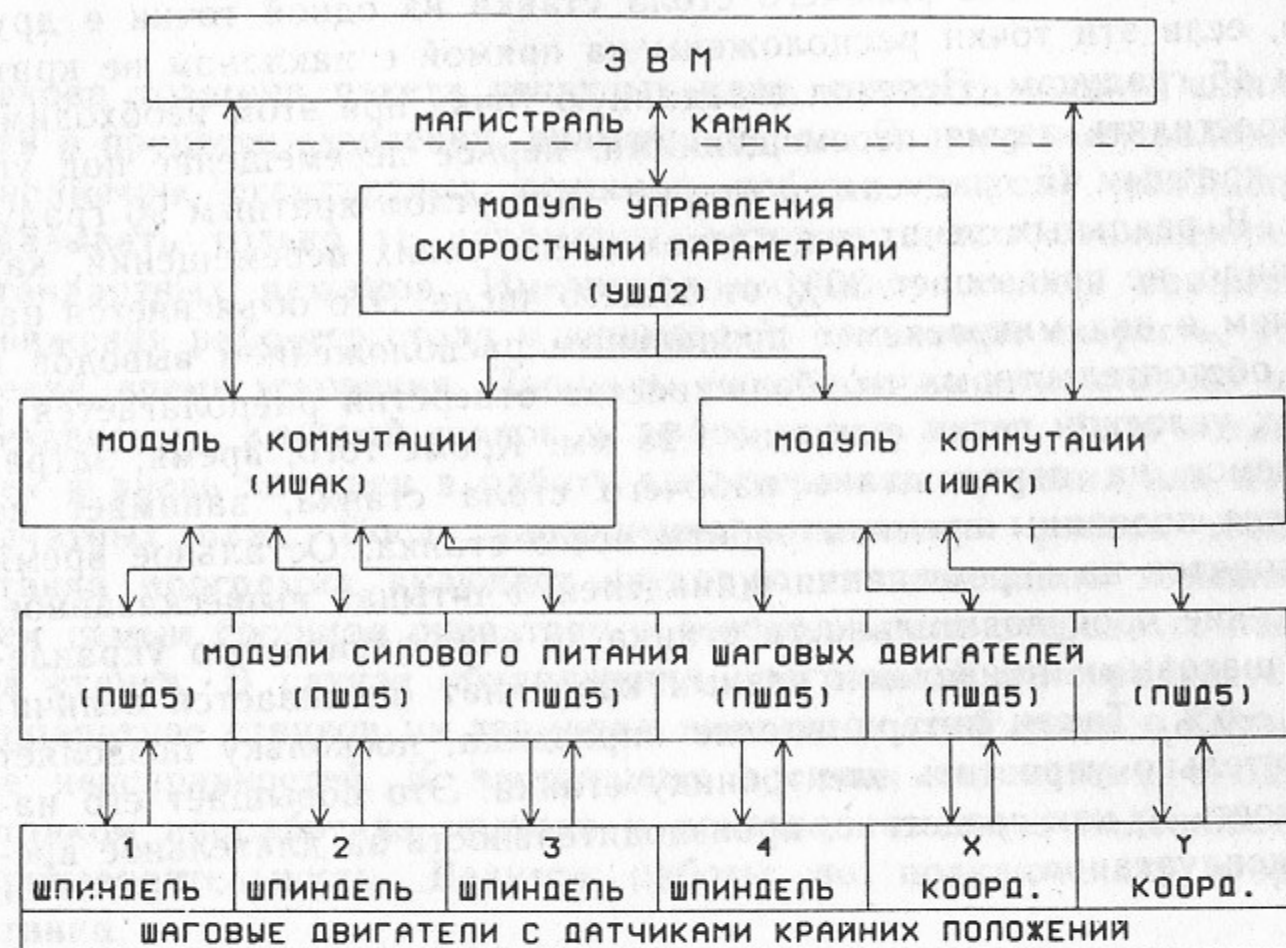 ЭВМ
МАГИСТРАЛЬ КАМАК
МОДУЛЬ УПРАВЛЕНИЯ
СКОРОСТНЫМИ ПАРАМЕТРАМИ
(УШД2)
МОДУЛЬ КОММУТАЦИИ
(ИШАК)
МОДУЛЬ КОММУТАЦИИ
(ИШАК)
МОДУЛИ СИЛОВОГО ПИТАНИЯ ШАГОВЫХ ДВИГАТЕЛЕЙ
(ПШД5) (ПШД5) (ПШД5) (ПШД5) (ПШД5) (ПШД5)
1 2 3 4 X Y
ШПИНДЕЛЬ ШПИНДЕЛЬ ШПИНДЕЛЬ ШПИНДЕЛЬ КООРД. КООРД.
ШАГОВЫЕ ДВИГАТЕЛИ С ДАТЧИКАМИ КРАЙНИХ ПОЛОЖЕНИЙ